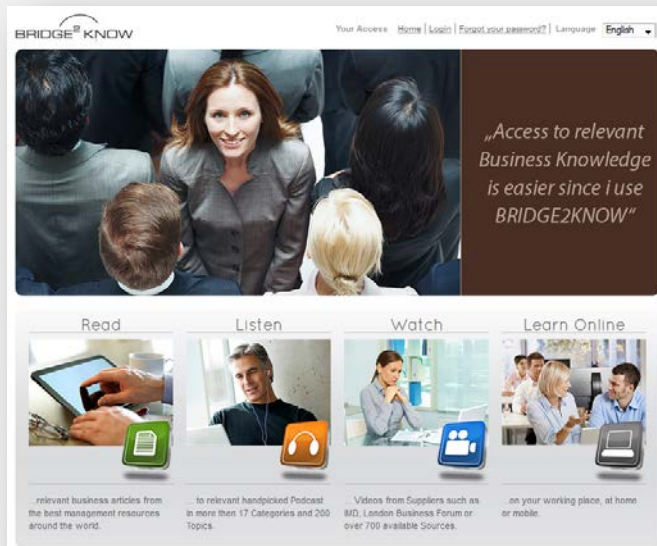 BRIDGE2 KNOW
Your Access Home | Login | Forgot your password? | Language English
„Access to relevant
Business Knowledge
is easier since i use
BRIDGE2KNOW“
Read
Listen
Watch
Learn Online
...relevant business articles from
the best management resources
around the world.
... to relevant handpicked Podcast
in more then 17 Categories and 200
Topics.
... Videos from Suppliers such as
IMD, London Business Forum or
over 700 available Sources.
...on your working place, at home
or mobile.